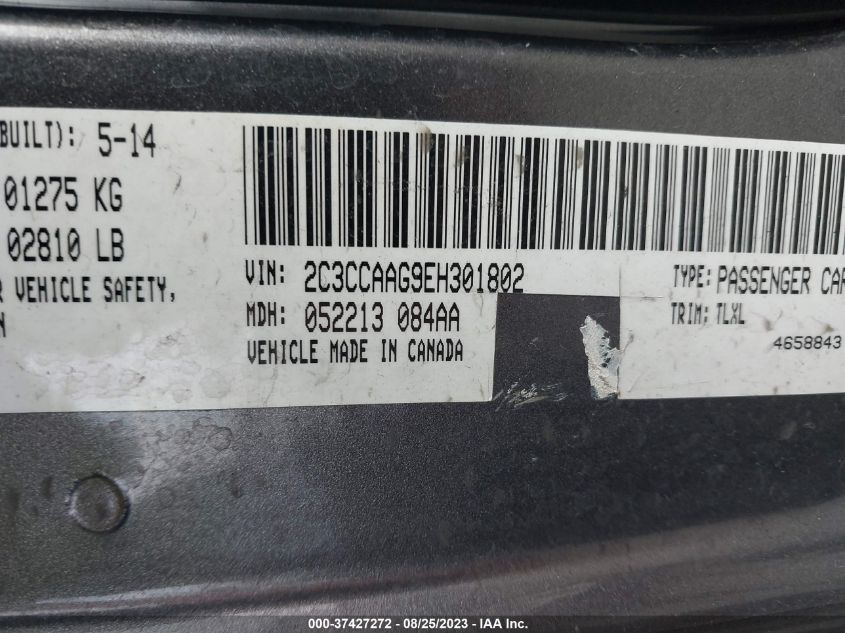 BUILT): 5-14
01275 KG
02810 LB
VEHICLE SAFETY,
VIN: 2C3CCAAG9EH301802
MDH: 052213 084AA
VEHICLE MADE IN CANADA
TYPE: PASSENGER CAR
TRIM: TLXL
4658843
000-37427272 - 08/25/2023 - IAA Inc.